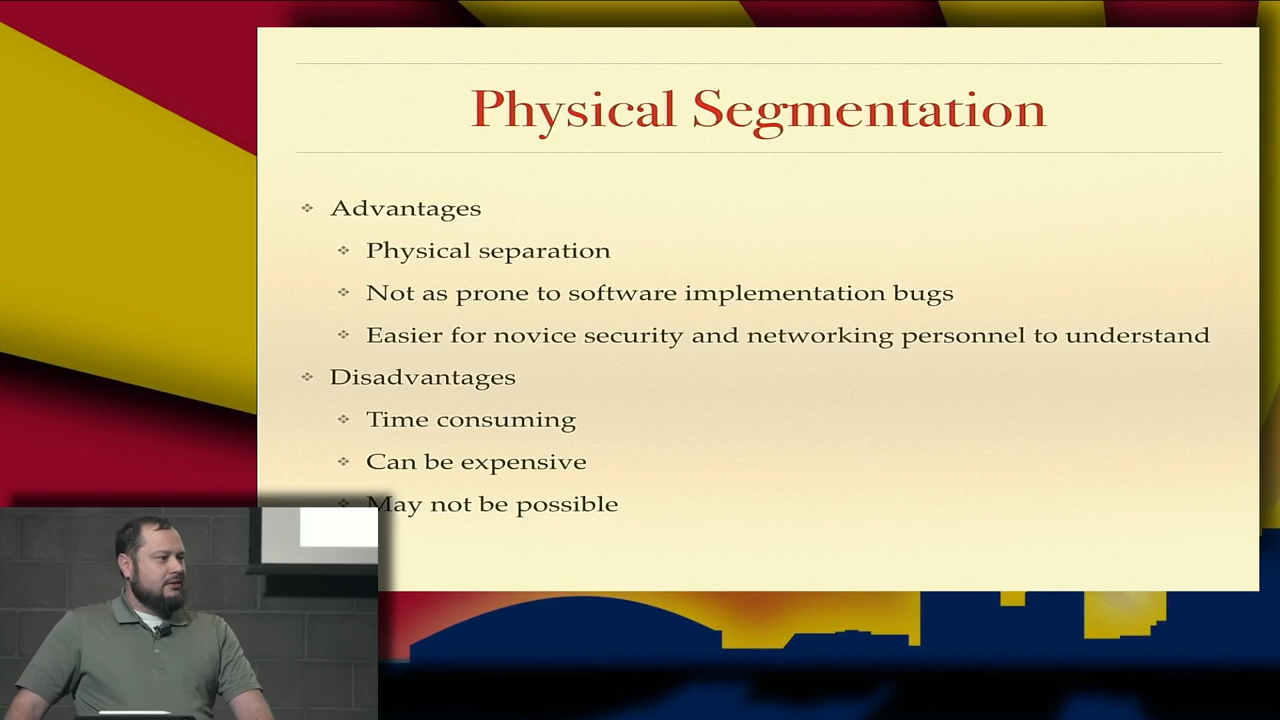 Physical Segmentation
Advantages
Physical separation
Not as prone to software implementation bugs
Easier for novice security and networking personnel to understand
Disadvantages
Time consuming
Can be expensive
May not be possible